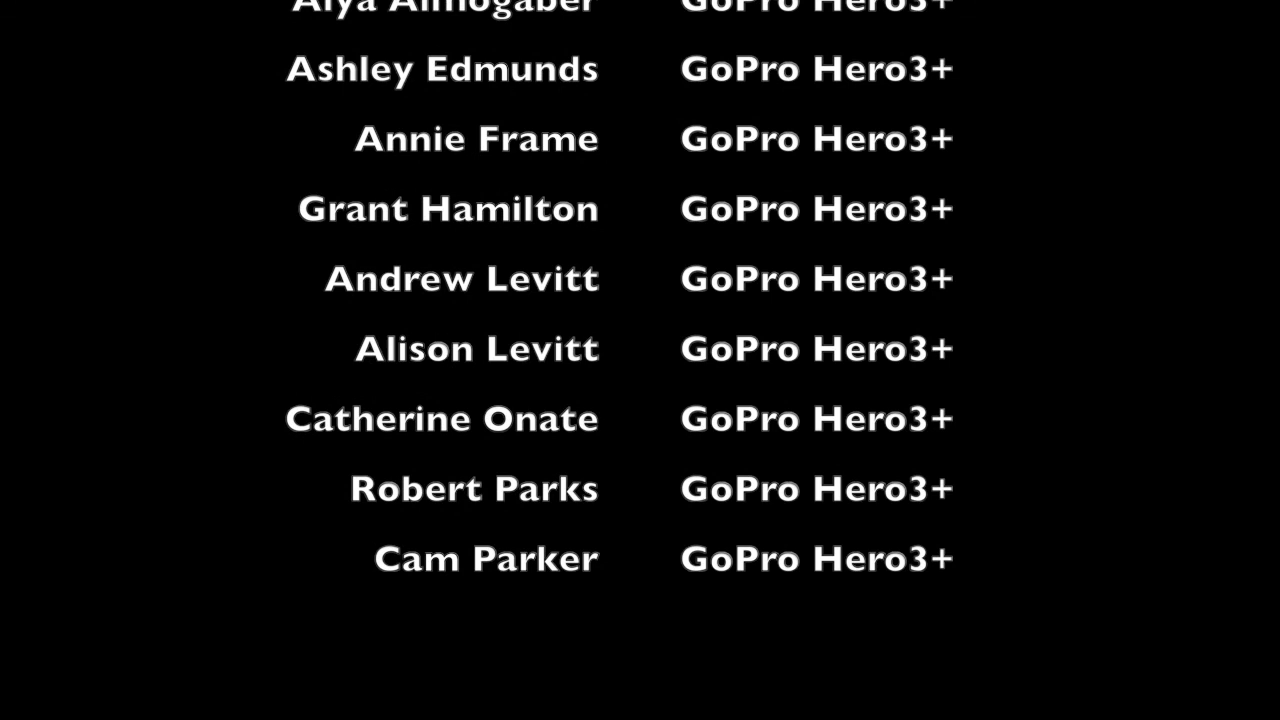 Ashley Edmunds GoPro Hero3+
Annie Frame GoPro Hero3+
Grant Hamilton GoPro Hero3+
Andrew Levitt GoPro Hero3+
Alison Levitt GoPro Hero3+
Catherine Onate GoPro Hero3+
Robert Parks GoPro Hero3+
Cam Parker GoPro Hero3+